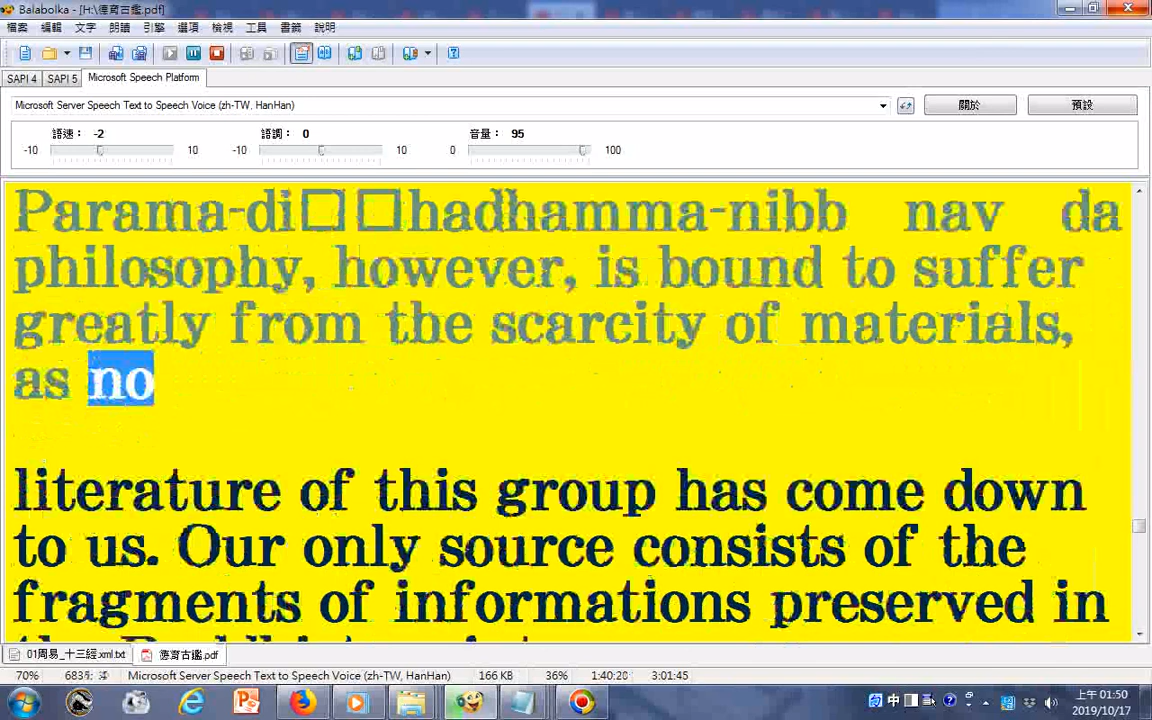 Balabolka - [H:\德育古鑑.pdf]
檔案 編輯 文字 朗讀 引擎 選項 檢視 工具 書籤 說明
SAPI 4 SAPI 5 Microsoft Speech Platform
Microsoft Server Speech Text to Speech Voice (zh-TW, HanHan) 關於 預設
語速： -2 語調： 0 音量： 95
-10 10 -10 10 0 100
Parama-di□□hadhamma-nibb nav da
philosophy, however, is bound to suffer
greatly from the scarcity of materials,
as no
literature of this group has come down
to us. Our only source consists of the
fragments of informations preserved in
01周易_十三經.xml.txt 德育古鑑.pdf
70% Microsoft Server Speech Text to Speech Voice (zh-TW, HanHan) 166 KB 36% 1:40:28 3:01:45
中 上午 01:50
2019/10/17